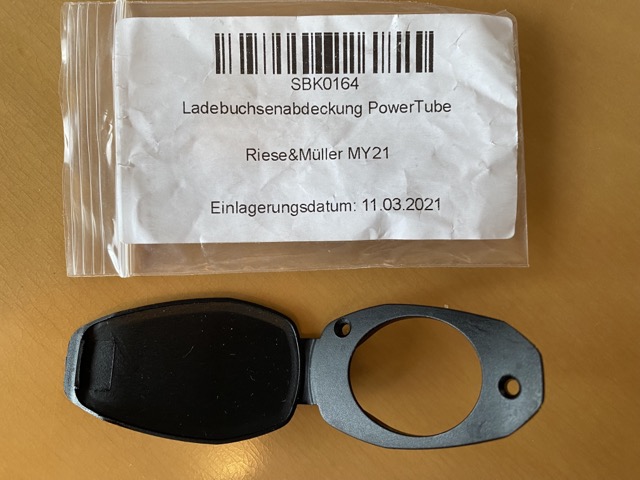 SBK0164
Ladebuchsenabdeckung PowerTube
Riese&Müller MY21
Einlagerungsdatum: 11.03.2021